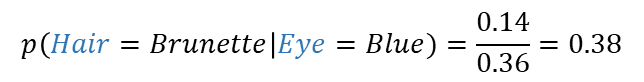 p(Hair = Brunette|Eye = Blue) = 0.14/0.36 = 0.38